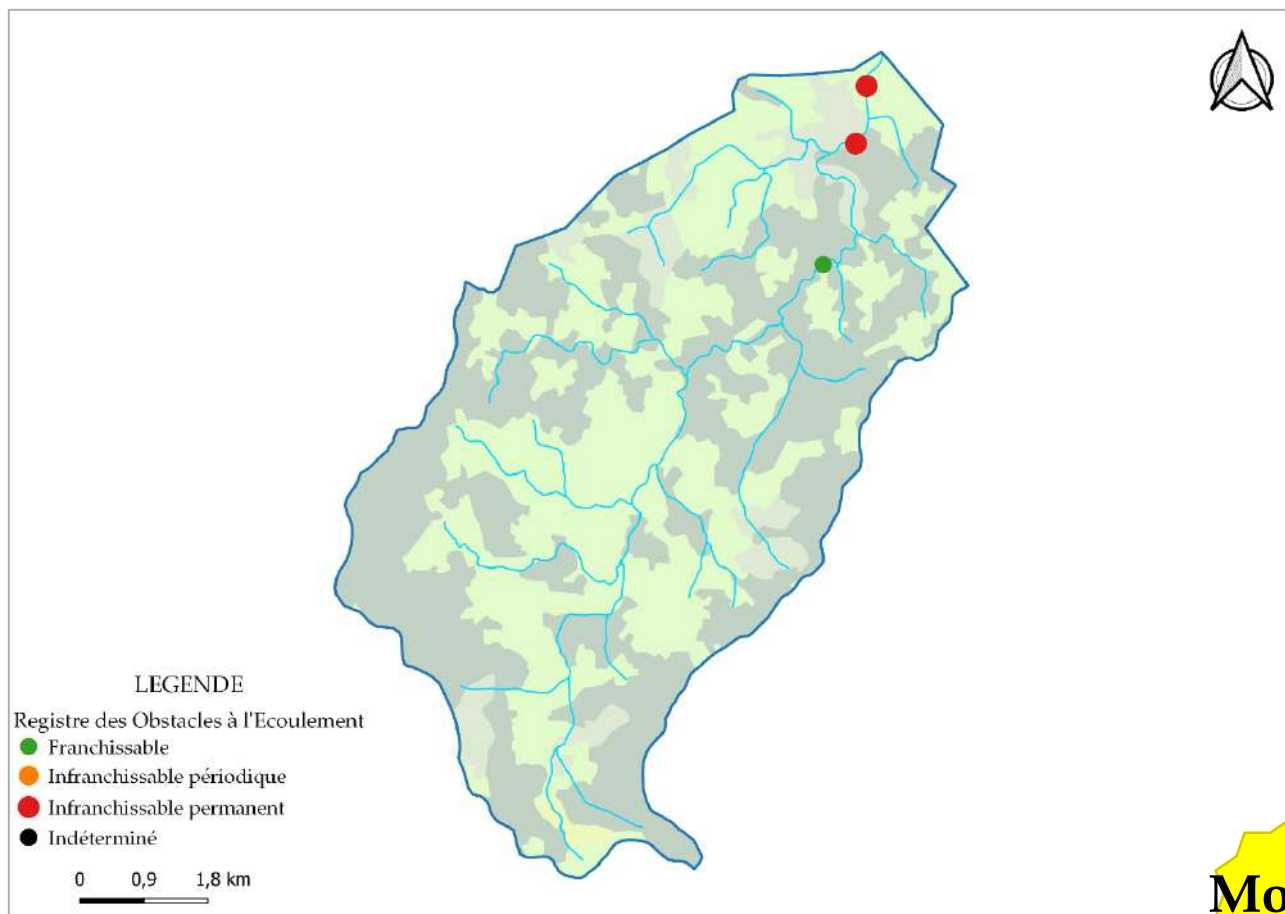 LEGENDE
Registre des Obstacles à l'Ecoulement
Franchissable
Infranchissable périodique
Infranchissable permanent
Indéterminé
0 0,9 1,8 km
Mo